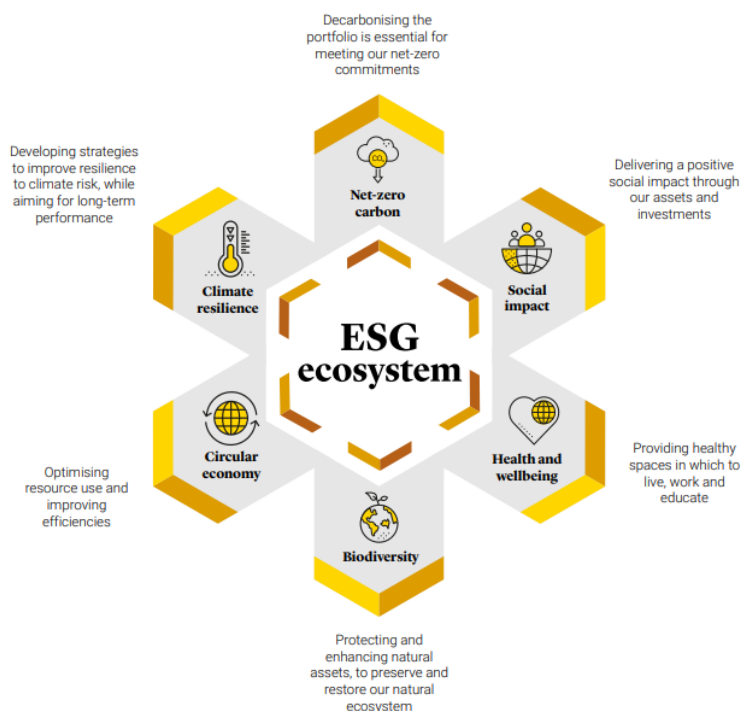 Decarbonising the
portfolio is essential for
meeting our net-zero
commitments
CO₂
Net-zero
carbon
Delivering a positive
social impact through
our assets and
investments
Social
impact
Providing healthy
spaces in which to
live, work and
educate
Health and
wellbeing
Protecting and
enhancing natural
assets, to preserve and
restore our natural
ecosystem
Biodiversity
Optimising
resource use and
improving
efficiencies
Circular
economy
Developing strategies
to improve resilience
to climate risk, while
aiming for long-term
performance
Climate
resilience
ESG
ecosystem